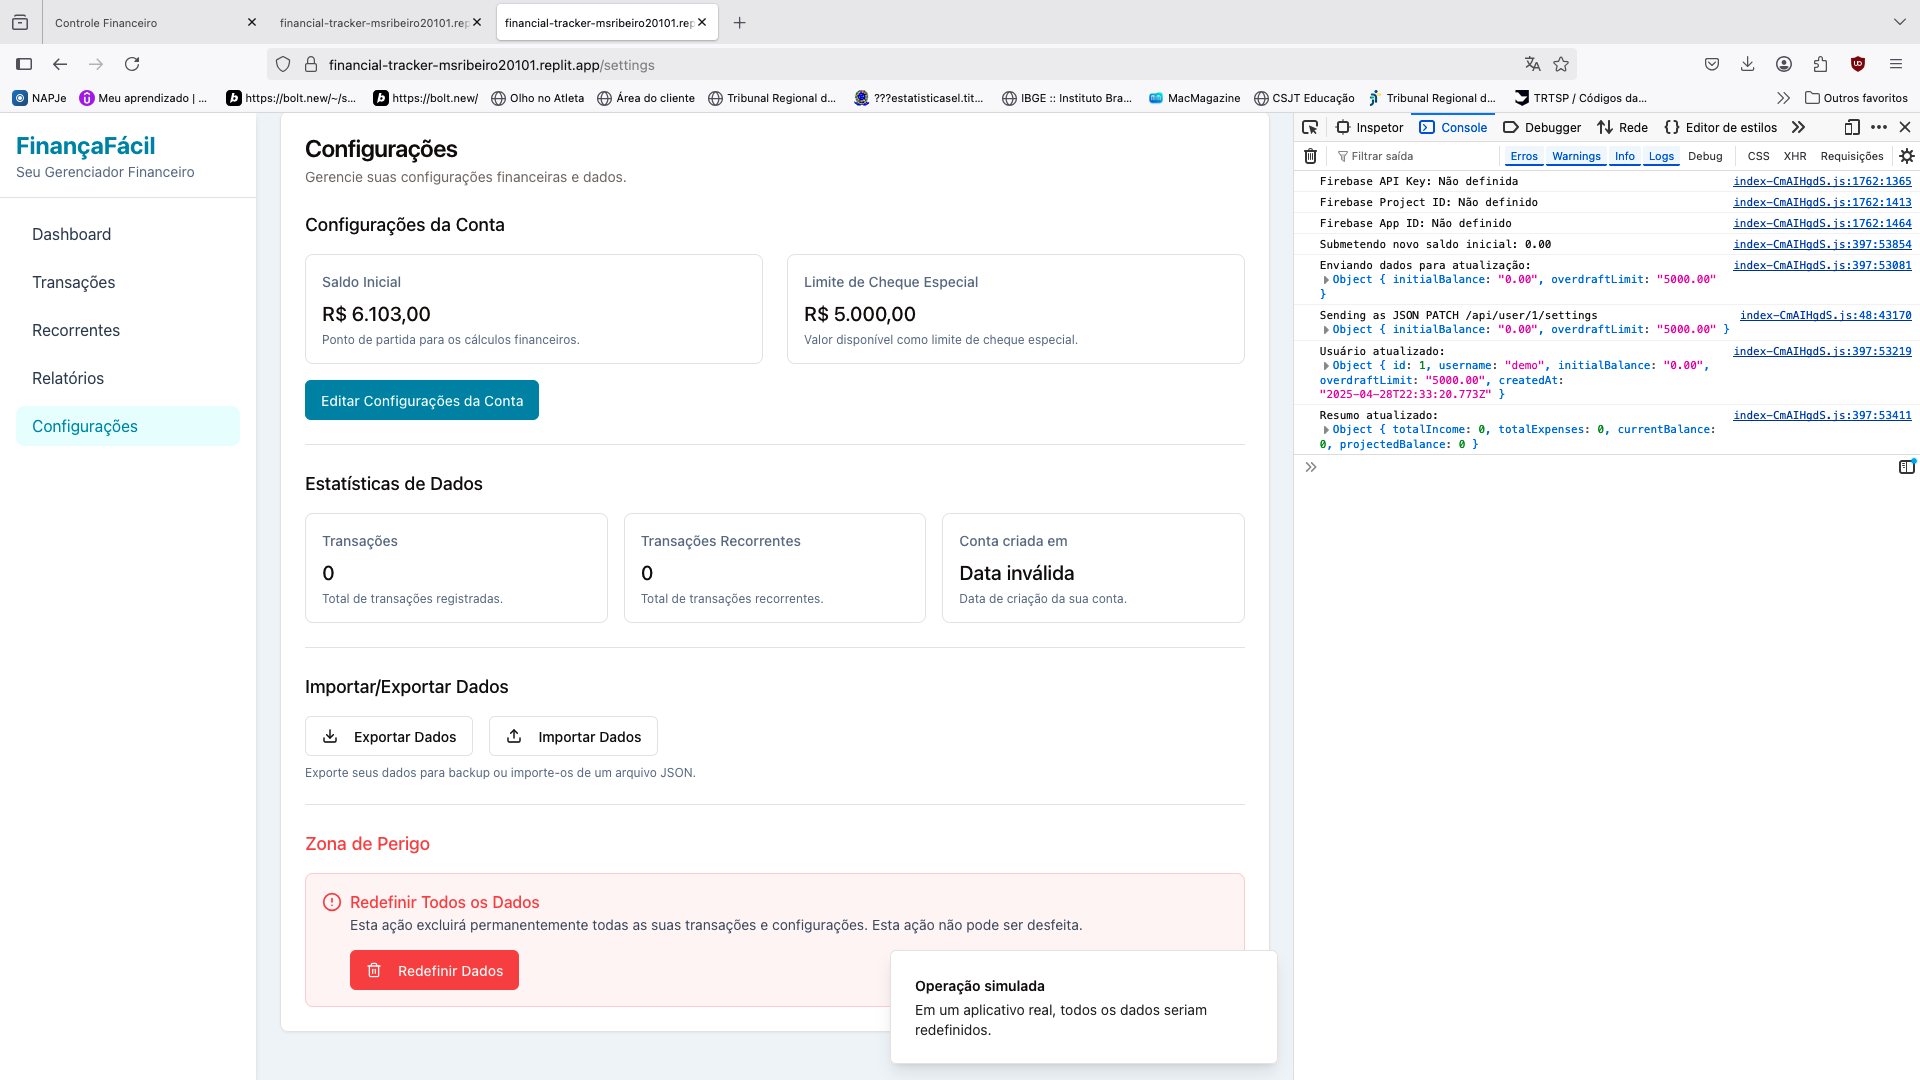 Controle Financeiro
financial-tracker-msribeiro20101.rep
financial-tracker-msribeiro20101.rep
financial-tracker-msribeiro20101.replit.app/settings
NAPJe
Meu aprendizado | ...
https://bolt.new/~/s...
https://bolt.new/
Olho no Atleta
Área do cliente
Tribunal Regional d...
???estatisticasel.tit...
IBGE :: Instituto Bra...
MacMagazine
CSJT Educação
Tribunal Regional d...
TRTSP / Códigos da...
Outros favoritos
FinançaFácil
Seu Gerenciador Financeiro
Dashboard
Transações
Recorrentes
Relatórios
Configurações
Configurações
Gerencie suas configurações financeiras e dados.
Configurações da Conta
Saldo Inicial
R$ 6.103,00
Ponto de partida para os cálculos financeiros.
Limite de Cheque Especial
R$ 5.000,00
Valor disponível como limite de cheque especial.
Editar Configurações da Conta
Estatísticas de Dados
Transações
0
Total de transações registradas.
Transações Recorrentes
0
Total de transações recorrentes.
Conta criada em
Data inválida
Data de criação da sua conta.
Importar/Exportar Dados
Exportar Dados
Importar Dados
Exporte seus dados para backup ou importe-os de um arquivo JSON.
Zona de Perigo
Redefinir Todos os Dados
Esta ação excluirá permanentemente todas as suas transações e configurações. Esta ação não pode ser desfeita.
Redefinir Dados
Operação simulada
Em um aplicativo real, todos os dados seriam
redefinidos.
Inspetor
Console
Debugger
Rede
Editor de estilos
Filtrar saída
Erros
Warnings
Info
Logs
Debug
CSS
XHR
Requisições
Firebase API Key: Não definida index-CmAIHgdS.js:1762:1365
Firebase Project ID: Não definido index-CmAIHgdS.js:1762:1413
Firebase App ID: Não definido index-CmAIHgdS.js:1762:1464
Submetendo novo saldo inicial: 0.00 index-CmAIHgdS.js:397:53854
Enviando dados para atualização: index-CmAIHgdS.js:397:53081
Object { initialBalance: "0.00", overdraftLimit: "5000.00"
}
Sending as JSON PATCH /api/user/1/settings index-CmAIHgdS.js:48:43170
Object { initialBalance: "0.00", overdraftLimit: "5000.00" }
Usuário atualizado: index-CmAIHgdS.js:397:53219
Object { id: 1, username: "demo", initialBalance: "0.00",
overdraftLimit: "5000.00", createdAt:
"2025-04-28T22:33:20.773Z" }
Resumo atualizado: index-CmAIHgdS.js:397:53411
Object { totalIncome: 0, totalExpenses: 0, currentBalance:
0, projectedBalance: 0 }